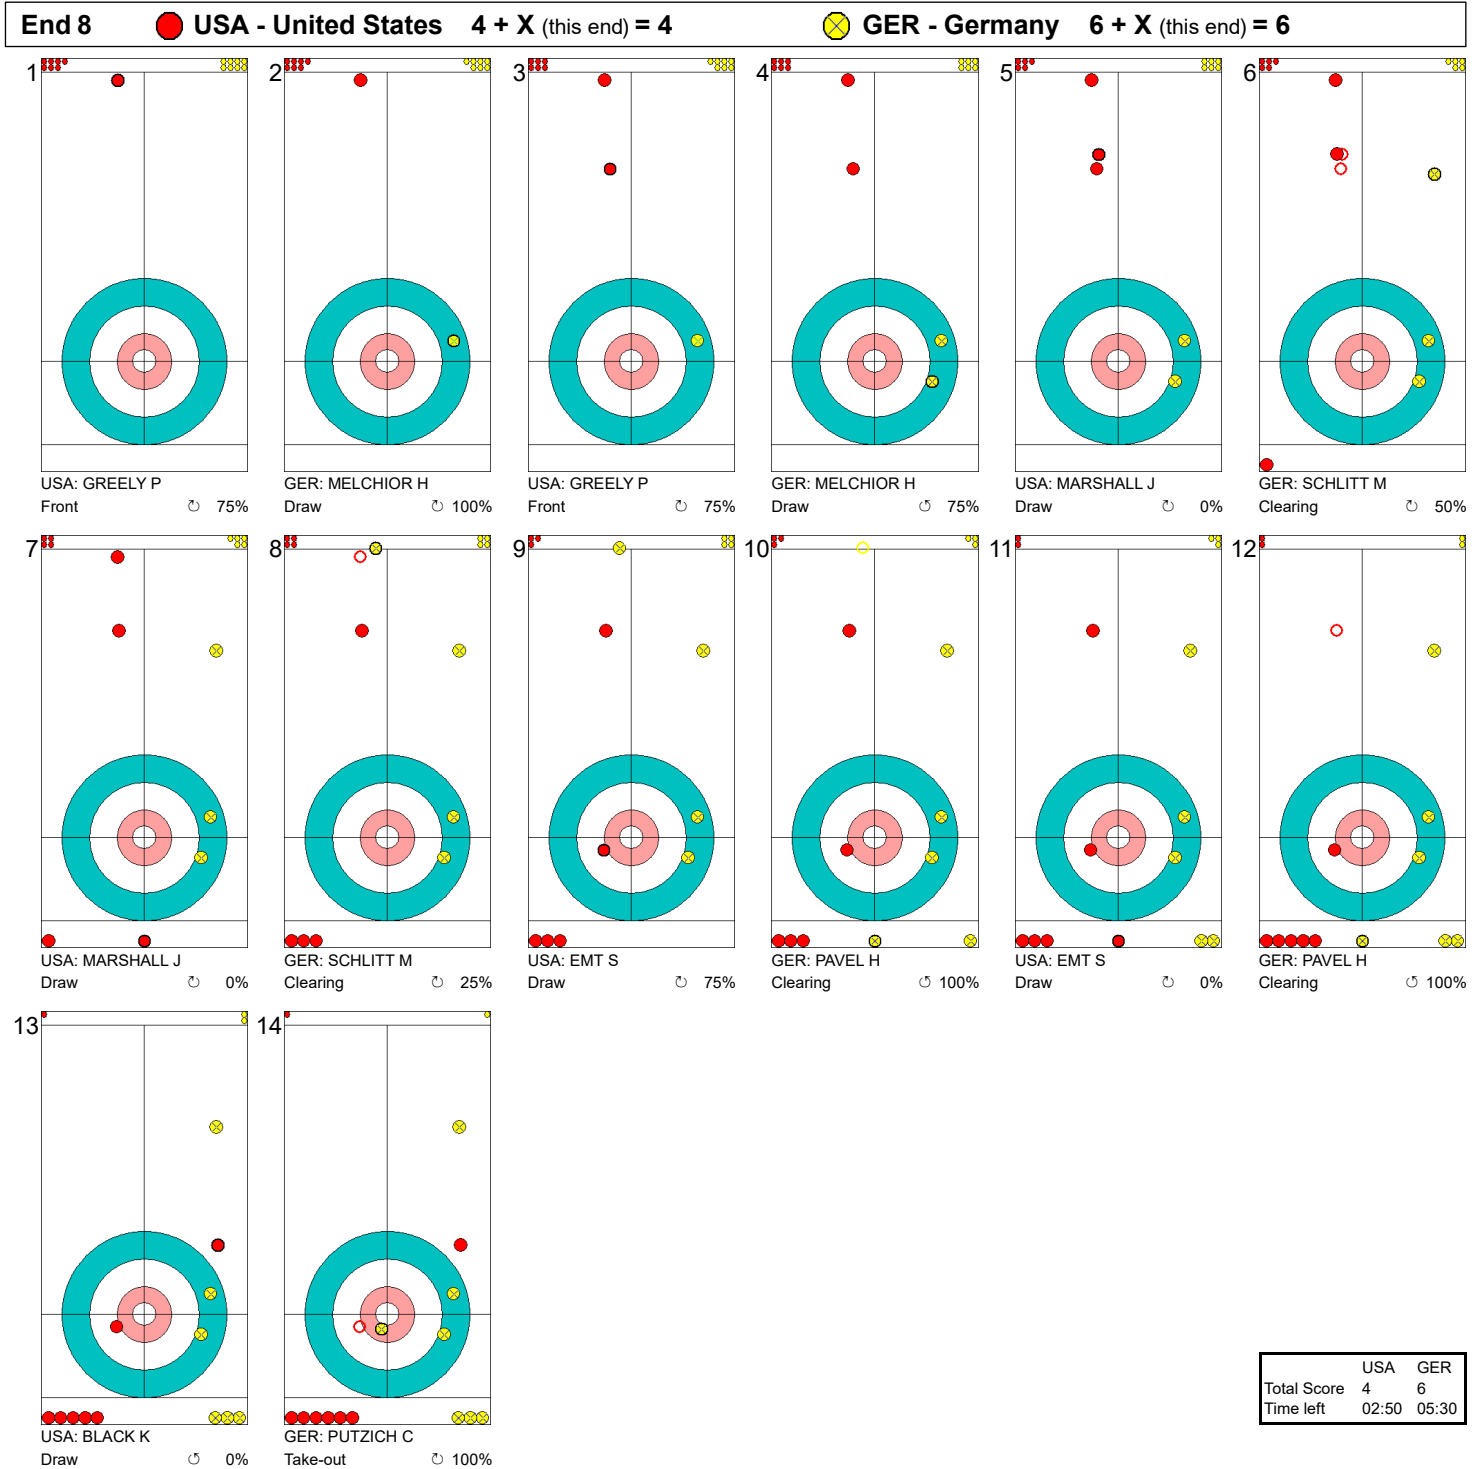 End 8 USA - United States 4 + X (this end) = 4 GER - Germany 6 + X (this end) = 6
1 2 3 4 5 6
USA: GREELY P GER: MELCHIOR H USA: GREELY P GER: MELCHIOR H USA: MARSHALL J GER: SCHLITT M
Front ↻ 75% Draw ↻ 100% Front ↻ 75% Draw ↺ 75% Draw ↻ 0% Clearing ↻ 50%
7 8 9 10 11 12
USA: MARSHALL J GER: SCHLITT M USA: EMT S GER: PAVEL H USA: EMT S GER: PAVEL H
Draw ↻ 0% Clearing ↻ 25% Draw ↻ 75% Clearing ↺ 100% Draw ↻ 0% Clearing ↺ 100%
13 14
USA: BLACK K GER: PUTZICH C
Draw ↺ 0% Take-out ↻ 100%
USA GER
Total Score 4 6
Time left 02:50 05:30